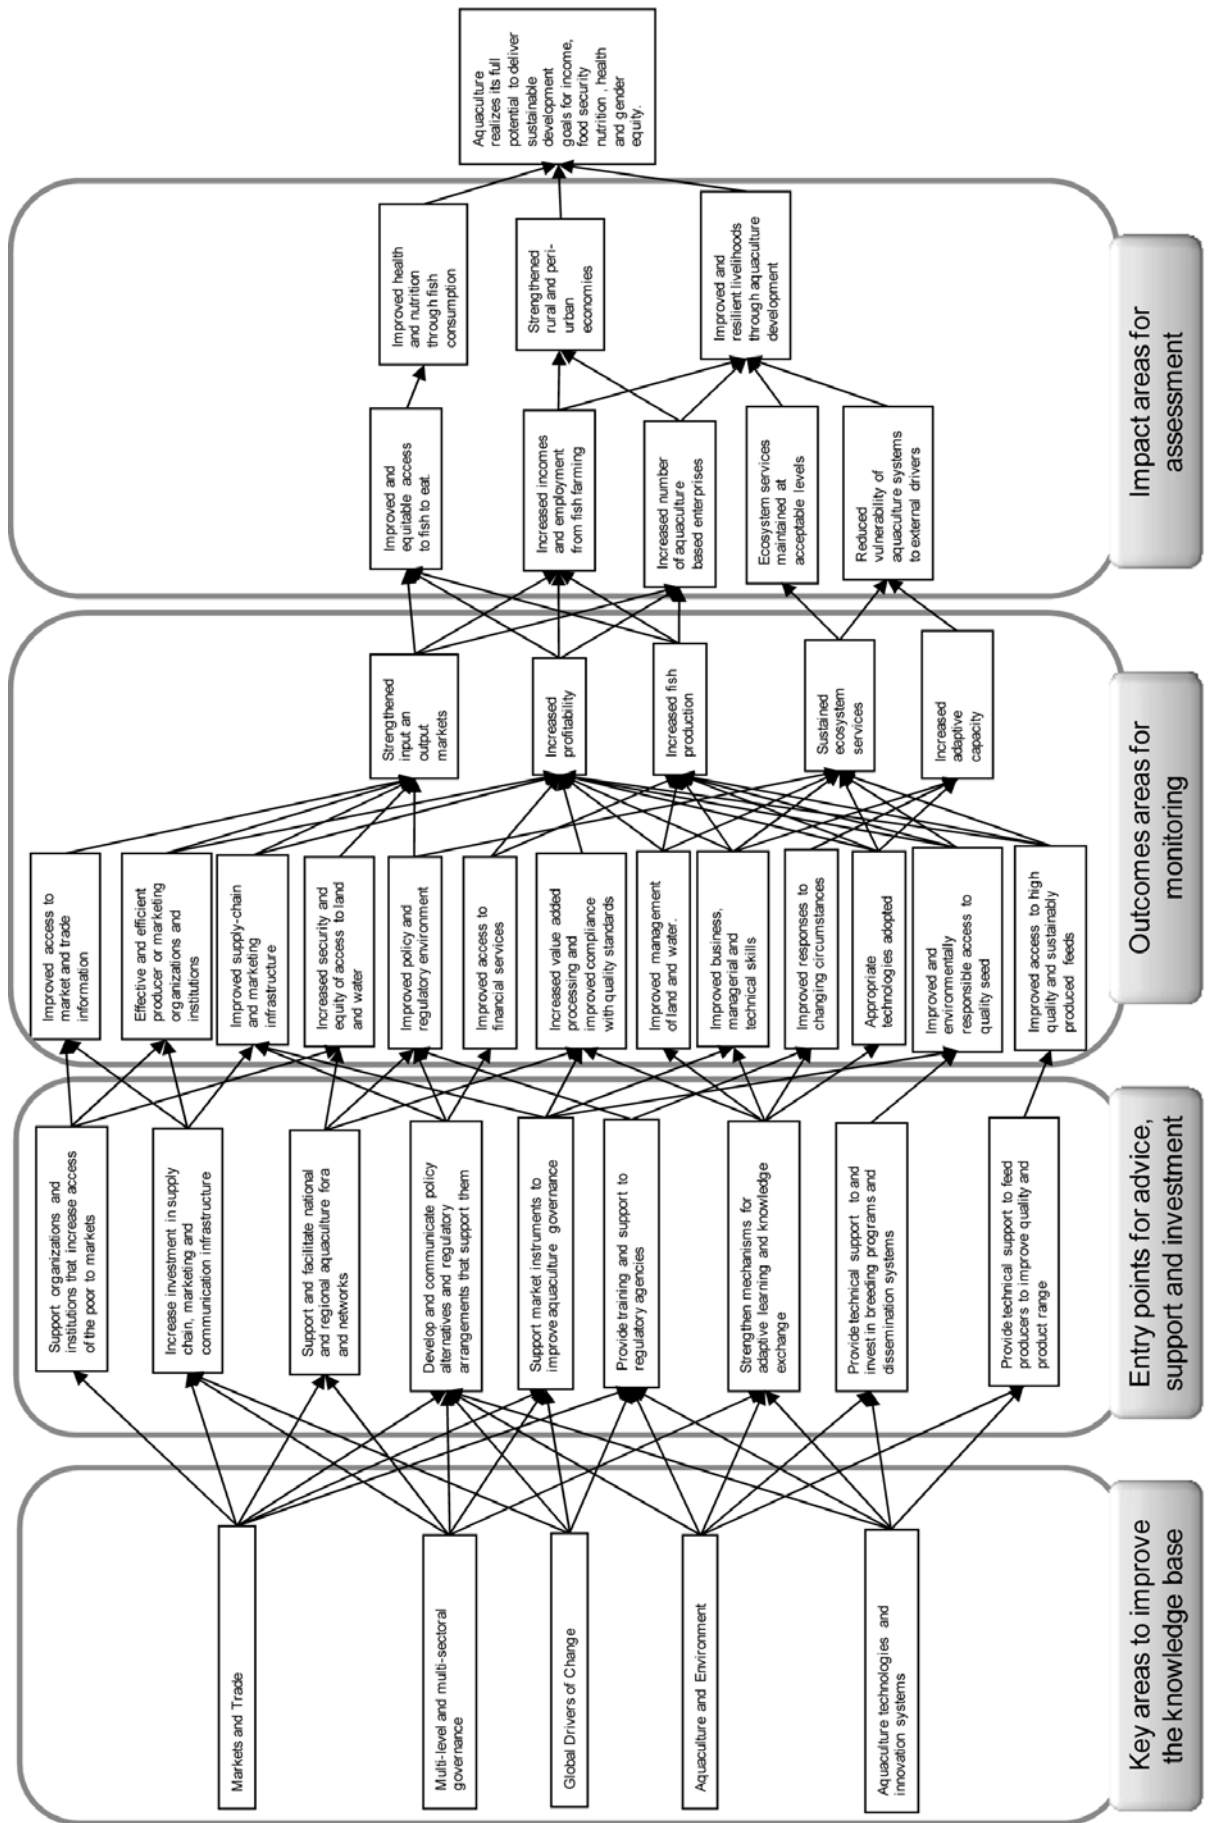 Key areas to improve
the knowledge base
Markets and Trade
Multi-level and multi-sectoral
governance
Global Drivers of Change
Aquaculture and Environment
Aquaculture technologies and
innovation systems
Entry points for advice,
support and investment
Support organizations and
institutions that increase access
of the poor to markets
Increase investment in supply
chain, marketing and
communication infrastructure
Support and facilitate national
and regional aquaculture fora
and networks
Develop and communicate policy
alternatives and regulatory
arrangements that support them
Support market instruments to
improve aquaculture governance
Provide training and support to
regulatory agencies
Strengthen mechanisms for
adaptive learning and knowledge
exchange
Provide technical support to and
invest in breeding programs and
dissemination systems
Provide technical support to feed
producers to improve quality and
product range
Outcomes areas for
monitoring
Improved access to
market and trade
information
Effective and efficient
producer or marketing
organizations and
institutions
Improved supply-chain
and marketing
infrastructure
Increased security and
equity of access to land
and water
Improved policy and
regulatory environment
Improved access to
financial services
Increased value added
processing and
improved compliance
with quality standards
Improved management
of land and water.
Improved business,
managerial and
technical skills
Improved responses to
changing circumstances
Appropriate
technologies adopted
Improved and
environmentally
responsible access to
quality seed
Improved access to high
quality and sustainably
produced feeds
Strengthened
input an
output
markets
Increased
profitability
Increased fish
production
Sustained
ecosystem
services
Increased
adaptive
capacity
Impact areas for
assessment
Improved and
equitable access
to fish to eat.
Increased incomes
and employment
from fish farming
Increased number
of aquaculture
based enterprises
Ecosystem services
maintained at
acceptable levels
Reduced
vulnerability of
aquaculture systems
to external drivers
Improved health
and nutrition
through fish
consumption
Strengthened
rural and peri-
urban
economies
Improved and
resilient livelihoods
through aquaculture
development
Aquaculture
realizes its full
potential to deliver
sustainable
development
goals for income,
food security
nutrition , health
and gender
equity.